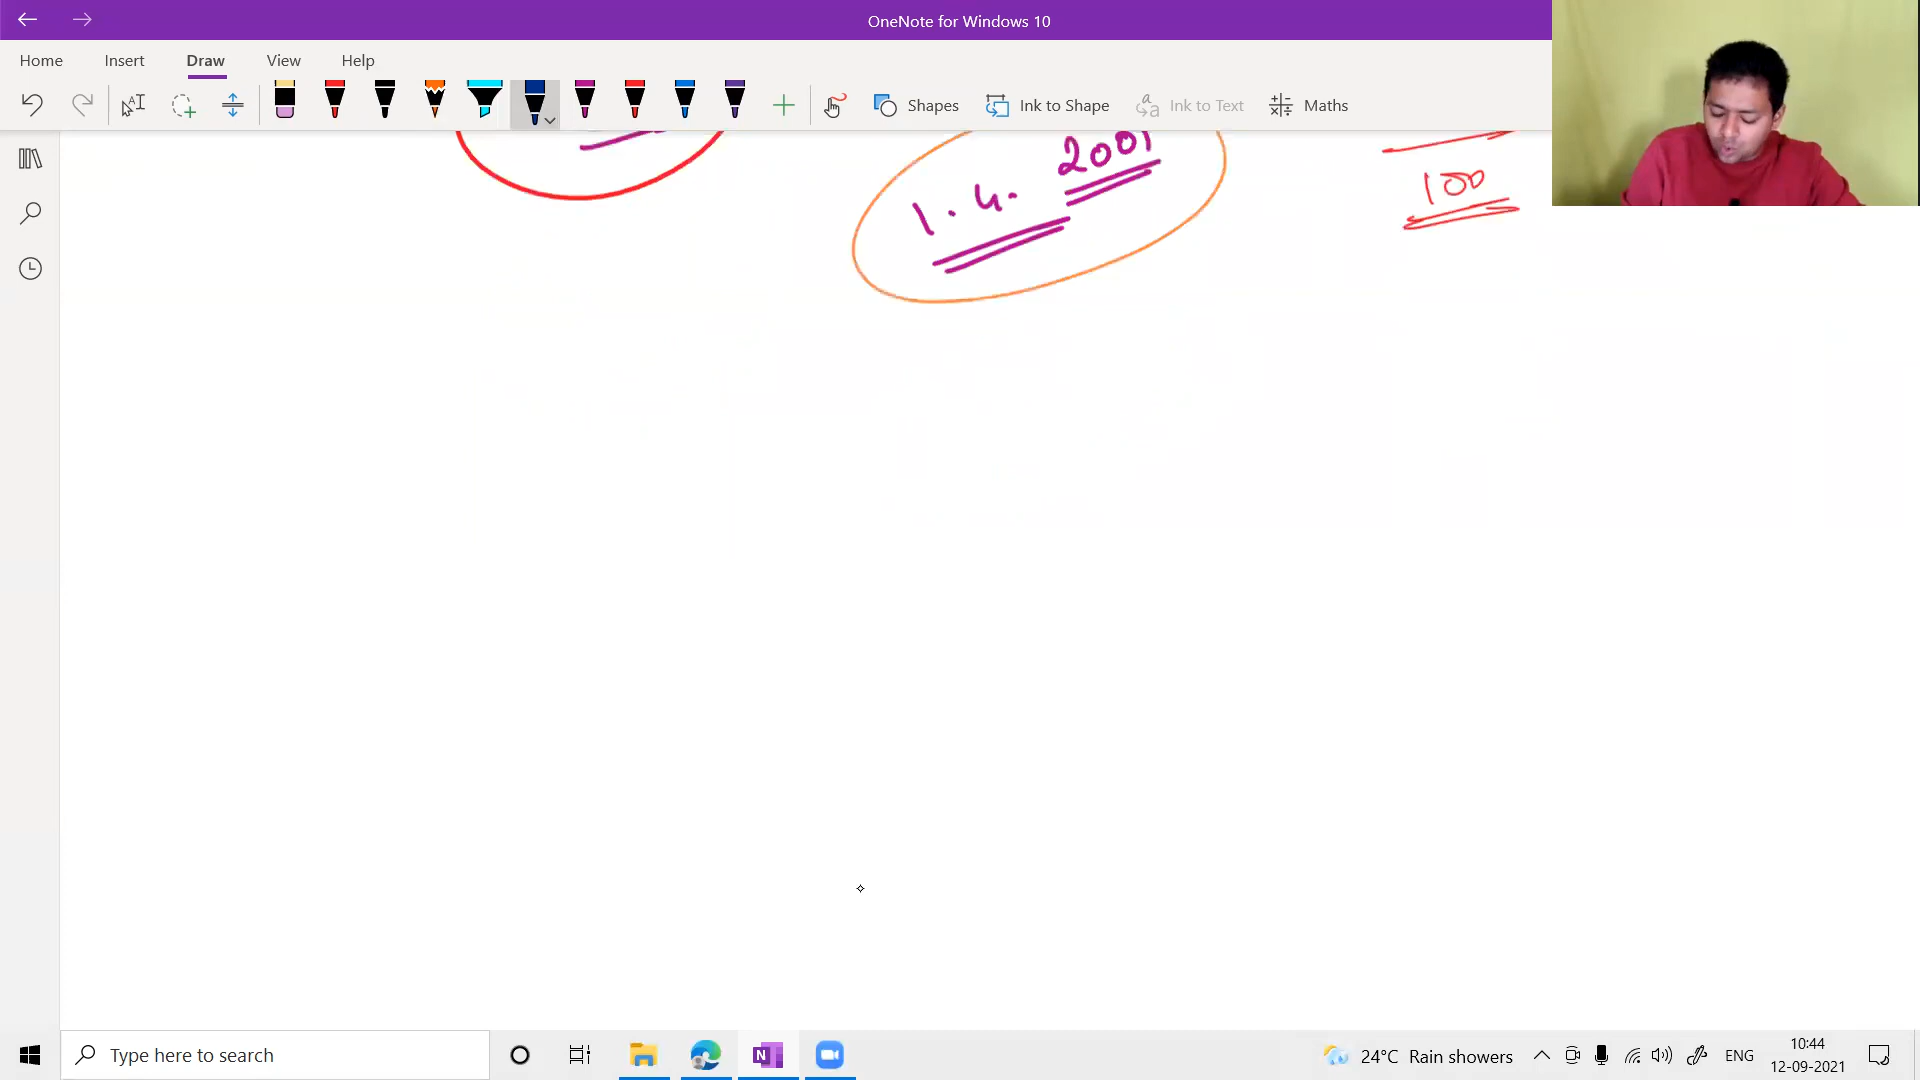 OneNote for Windows 10
Home Insert Draw View Help
Shapes Ink to Shape Ink to Text Maths
1.4. 2001
100
Type here to search
24°C Rain showers ENG 10:44
12-09-2021